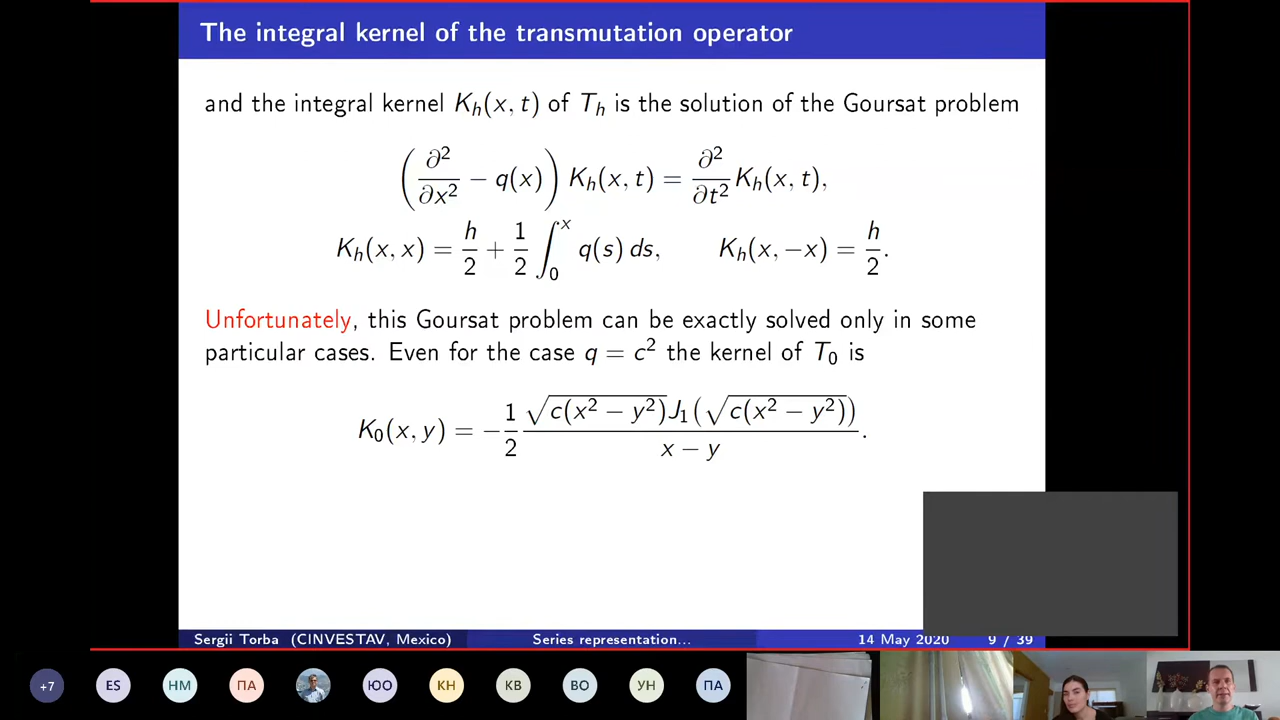 The integral kernel of the transmutation operator
and the integral kernel K_h(x, t) of T_h is the solution of the Goursat problem
(∂²/∂x² − q(x)) K_h(x, t) = ∂²/∂t² K_h(x, t),
K_h(x, x) = h/2 + 1/2 ∫_0^x q(s) ds, K_h(x, −x) = h/2.
Unfortunately, this Goursat problem can be exactly solved only in some
particular cases. Even for the case q = c² the kernel of T_0 is
K_0(x, y) = −1/2 √(c(x² − y²)) J_1(√(c(x² − y²))) / (x − y).
Sergii Torba (CINVESTAV, Mexico) Series representation... 14 May 2020 9 / 39
+7 ES НМ ПА ЮО КН КВ ВО УН ПА